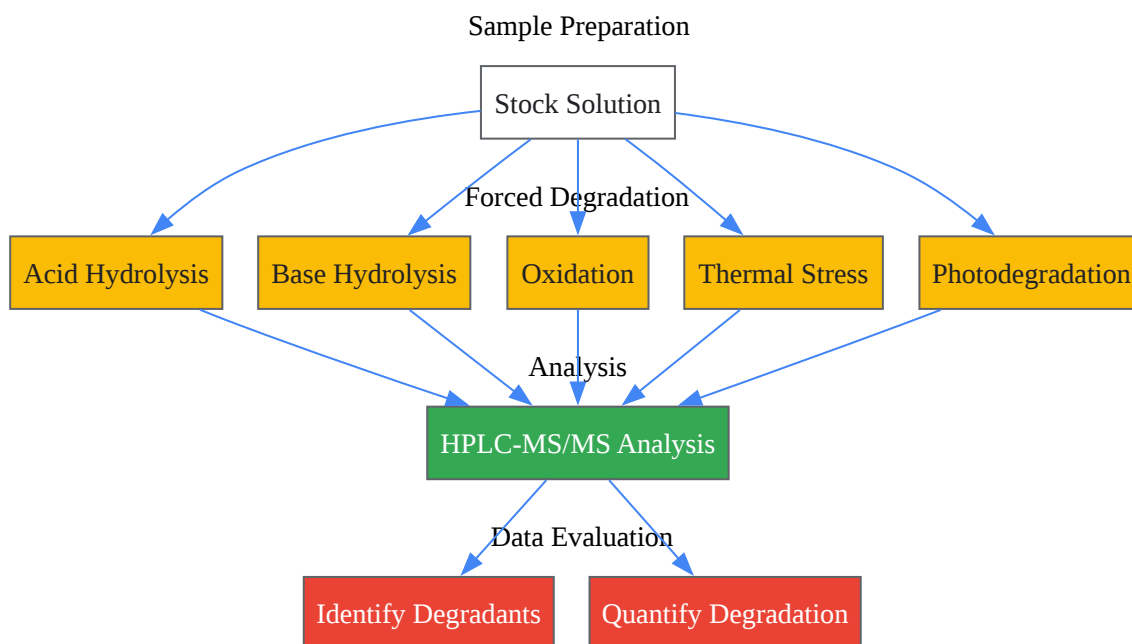 Sample Preparation
Stock Solution
Forced Degradation
Acid Hydrolysis
Base Hydrolysis
Oxidation
Thermal Stress
Photodegradation
Analysis
HPLC-MS/MS Analysis
Data Evaluation
Identify Degradants
Quantify Degradation